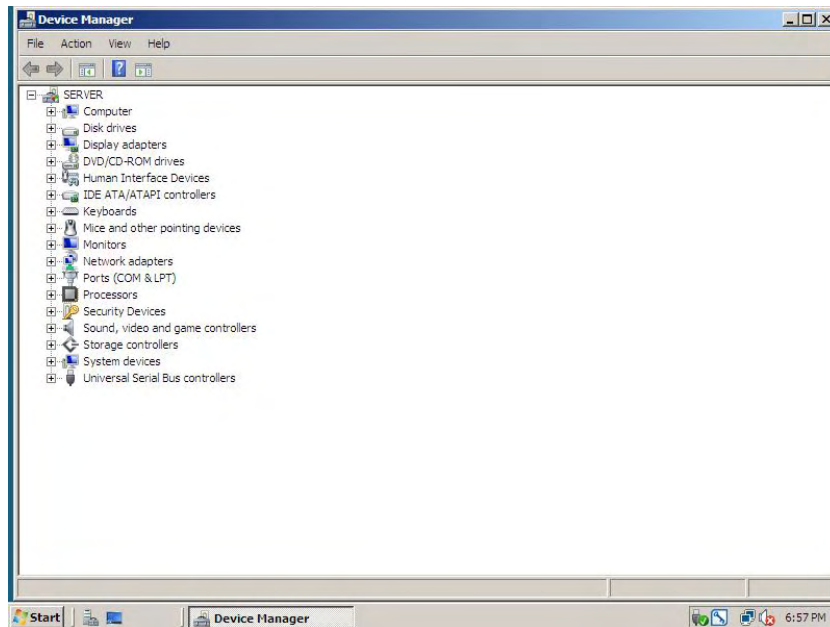 Device Manager
File Action View Help
SERVER
Computer
Disk drives
Display adapters
DVD/CD-ROM drives
Human Interface Devices
IDE ATA/ATAPI controllers
Keyboards
Mice and other pointing devices
Monitors
Network adapters
Ports (COM & LPT)
Processors
Security Devices
Sound, video and game controllers
Storage controllers
System devices
Universal Serial Bus controllers
Start Device Manager 6:57 PM